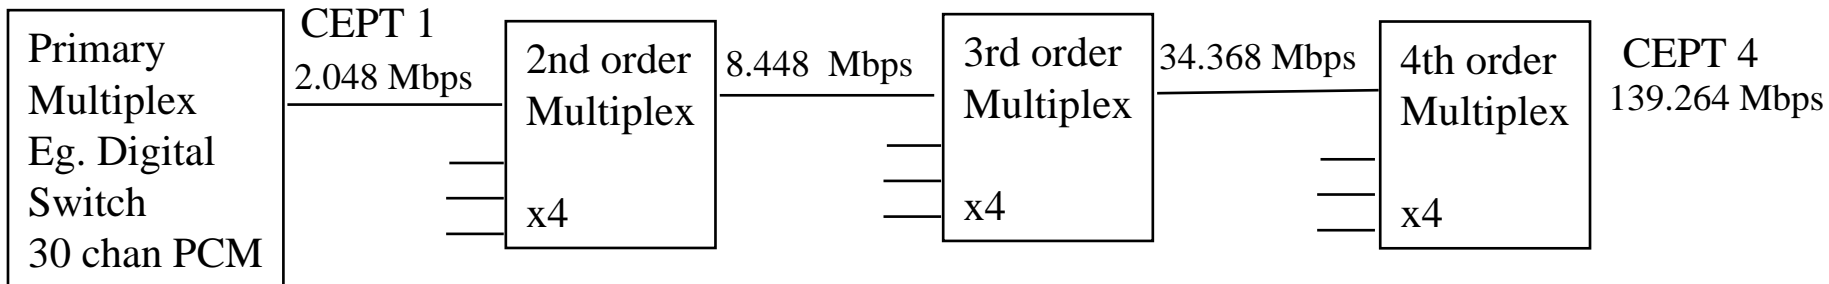 Primary
Multiplex
Eg. Digital
Switch
30 chan PCM
CEPT 1
2.048 Mbps
2nd order
Multiplex
x4
8.448 Mbps
3rd order
Multiplex
x4
34.368 Mbps
4th order
Multiplex
x4
CEPT 4
139.264 Mbps